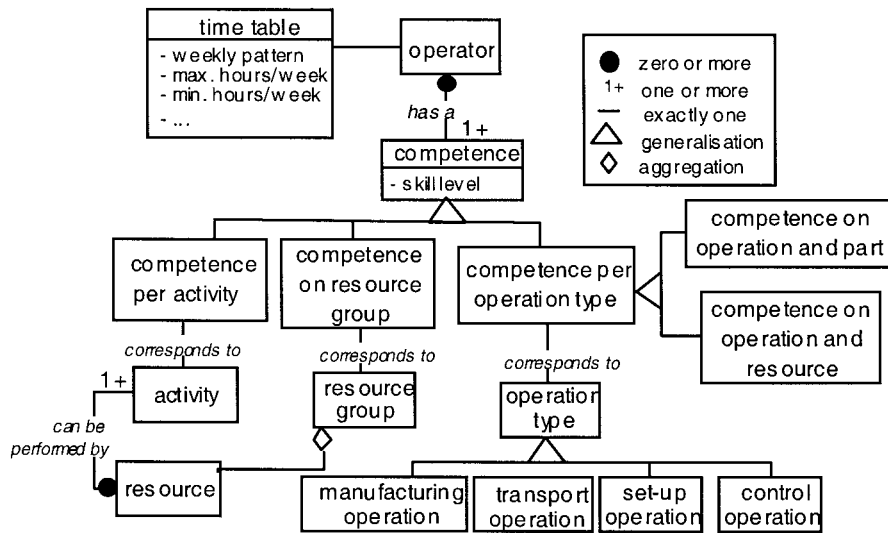 time table
- weekly pattern
- max. hours/week
- min. hours/week
- ...
operator
has a
1+
competence
- skill level
zero or more
1+ one or more
exactly one
generalisation
aggregation
competence
per activity
competence
on resource
group
competence per
operation type
competence on
operation and part
competence on
operation and
resource
corresponds to
corresponds to
corresponds to
1+
activity
resource
group
operation
type
can be
performed by
resource
manufacturing
operation
transport
operation
set-up
operation
control
operation